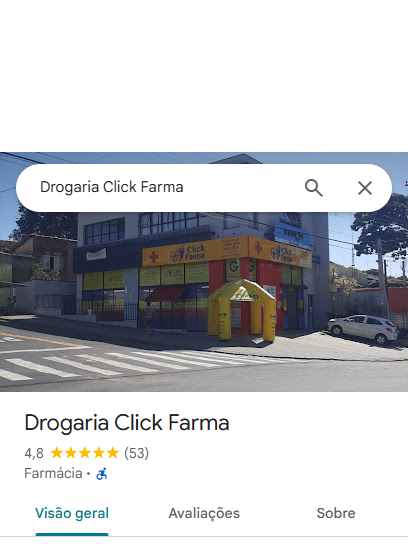 Drogaria Click Farma
Click
Farma
Click
Farma
G
Drogaria Click Farma
4,8 (53)
Farmácia ·
Visão geral Avaliações Sobre